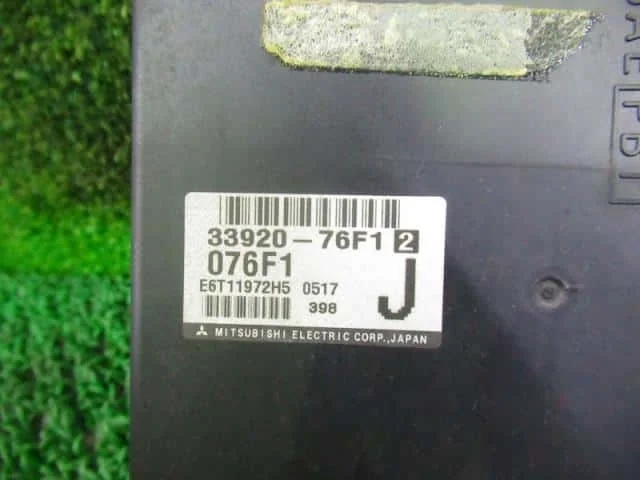 33920-76F1 2
076F1
E6T11972H5 0517
J
398
MITSUBISHI ELECTRIC CORP., JAPAN